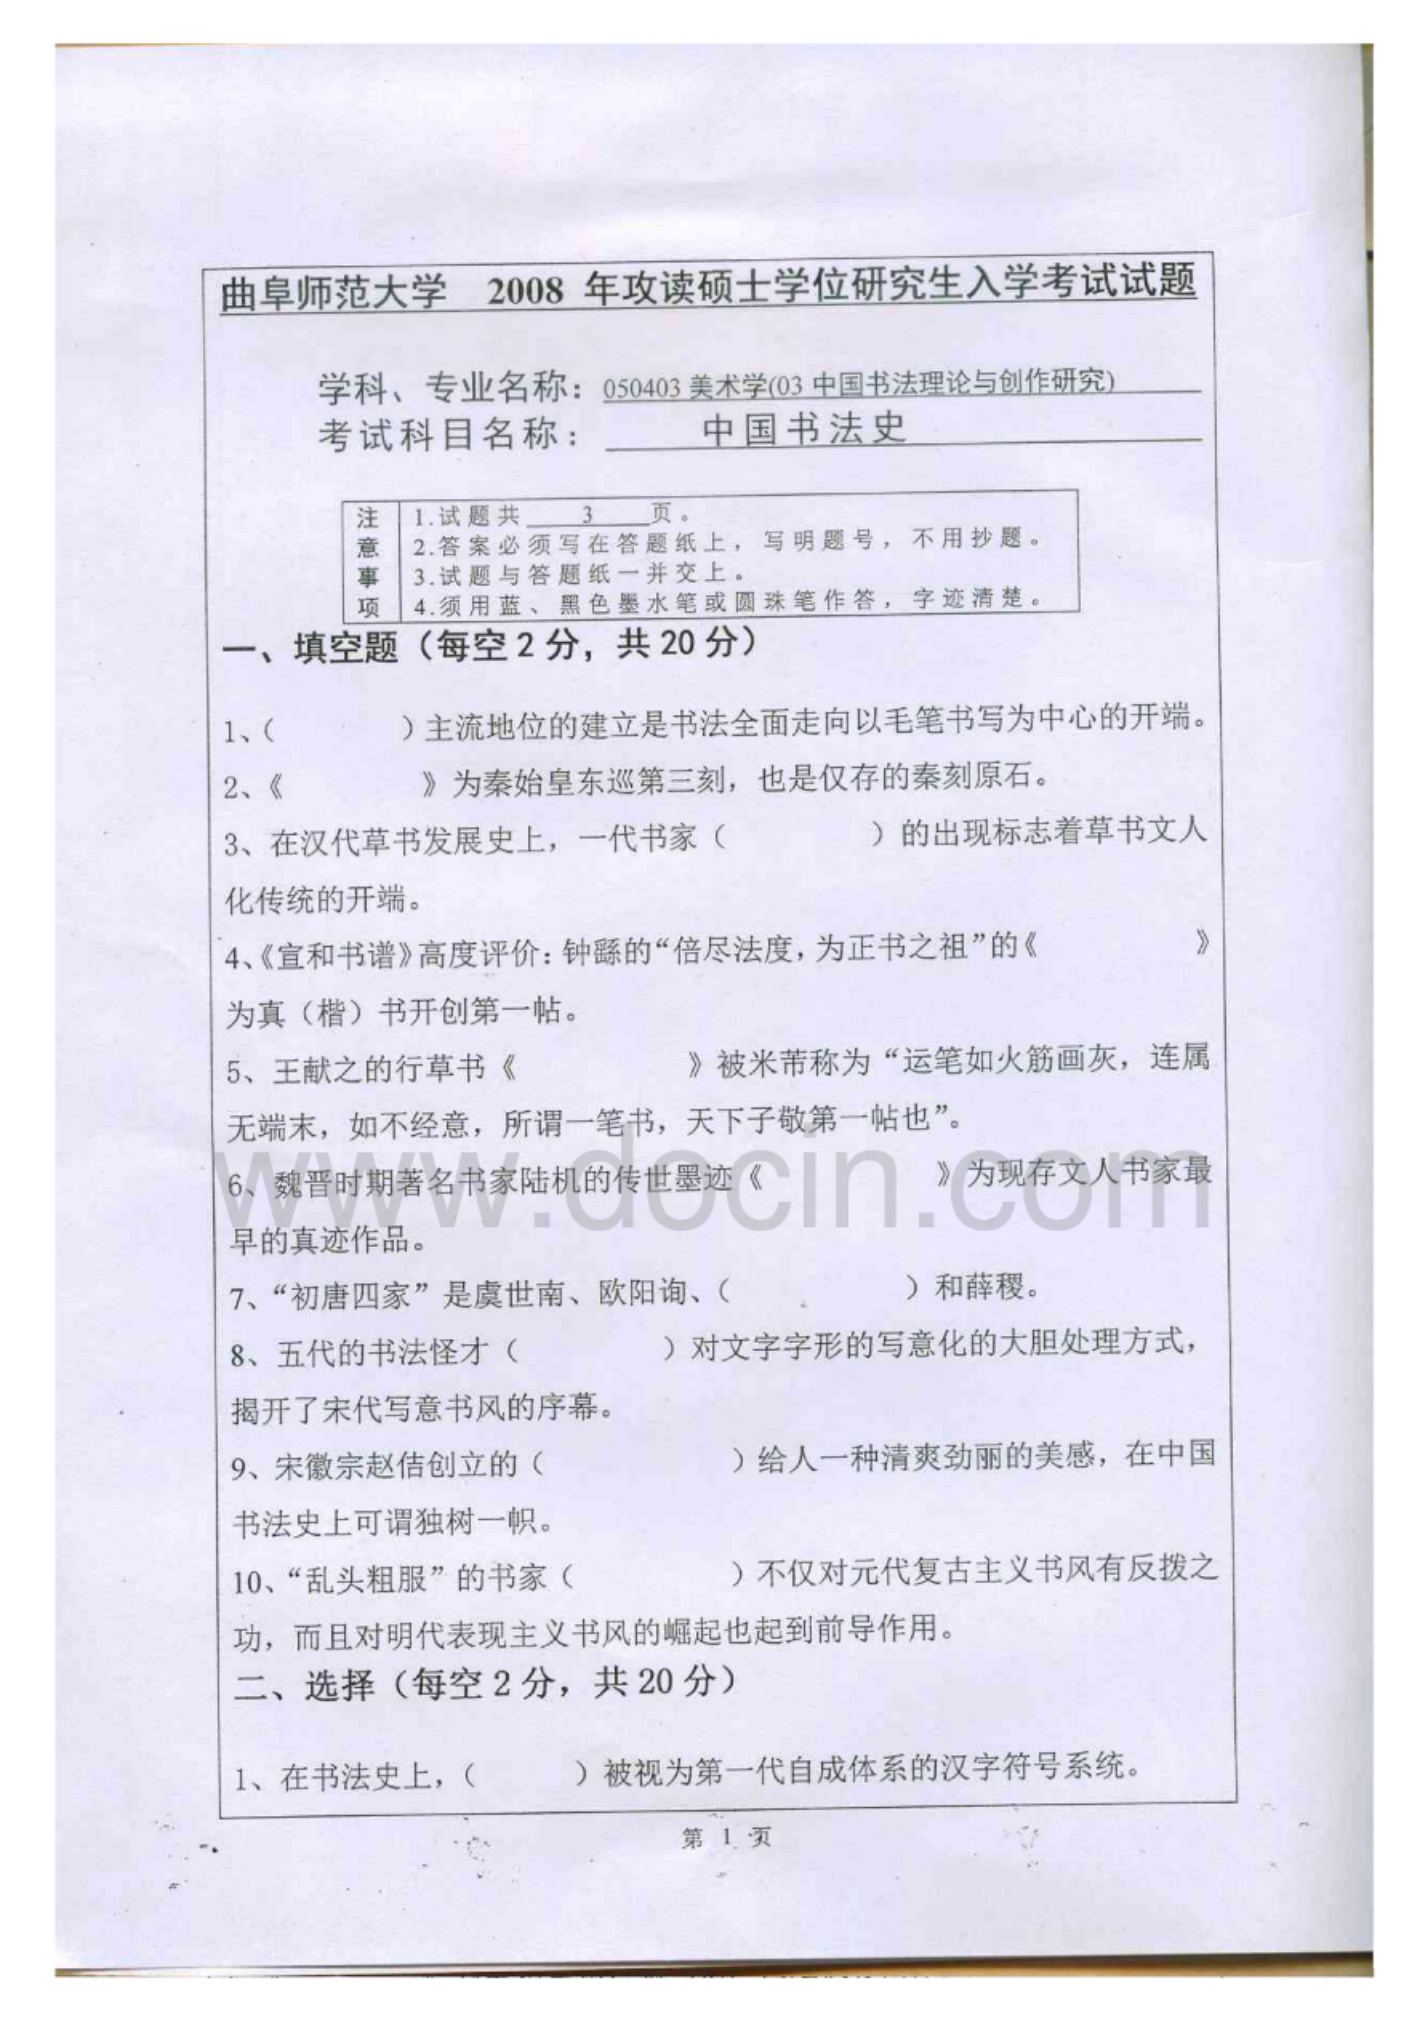 曲阜师范大学 2008 年攻读硕士学位研究生入学考试试题
学科、专业名称：050403 美术学(03 中国书法理论与创作研究)
考试科目名称： 中国书法史
注意事项
1.试题共 3 页。
2.答案必须写在答题纸上，写明题号，不用抄题。
3.试题与答题纸一并交上。
4.须用蓝、黑色墨水笔或圆珠笔作答，字迹清楚。
一、填空题（每空 2 分，共 20 分）
1、（ ）主流地位的建立是书法全面走向以毛笔书写为中心的开端。
2、《 》为秦始皇东巡第三刻，也是仅存的秦刻原石。
3、在汉代草书发展史上，一代书家（ ）的出现标志着草书文人
化传统的开端。
4、《宣和书谱》高度评价：钟繇的“倍尽法度，为正书之祖”的《 》
为真（楷）书开创第一帖。
5、王献之的行草书《 》被米芾称为“运笔如火筋画灰，连属
无端末，如不经意，所谓一笔书，天下子敬第一帖也”。
6、魏晋时期著名书家陆机的传世墨迹《 》为现存文人书家最
早的真迹作品。
7、“初唐四家”是虞世南、欧阳询、（ ）和薛稷。
8、五代的书法怪才（ ）对文字字形的写意化的大胆处理方式，
揭开了宋代写意书风的序幕。
9、宋徽宗赵佶创立的（ ）给人一种清爽劲丽的美感，在中国
书法史上可谓独树一帜。
10、“乱头粗服”的书家（ ）不仅对元代复古主义书风有反拨之
功，而且对明代表现主义书风的崛起也起到前导作用。
二、选择（每空 2 分，共 20 分）
1、在书法史上，（ ）被视为第一代自成体系的汉字符号系统。
第 1 页
www.docin.com